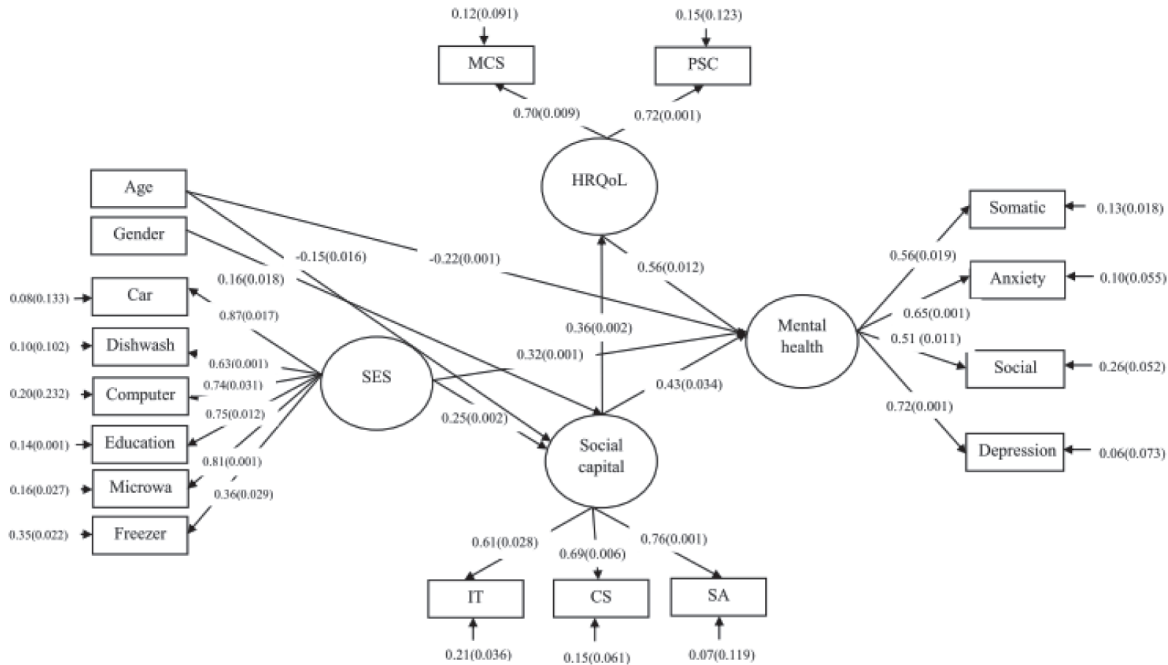 0.12(0.091)
0.15(0.123)
MCS
PSC
0.70(0.009)
0.72(0.001)
HRQoL
Age
Gender
-0.15(0.016)
-0.22(0.001)
0.56(0.012)
0.16(0.018)
Somatic
0.13(0.018)
0.56(0.019)
Car
0.08(0.133)
0.87(0.017)
Anxiety
0.10(0.055)
0.65(0.001)
0.36(0.002)
Mental
health
0.51 (0.011)
Dishwash
0.10(0.102)
0.63(0.001)
SES
0.32(0.001)
Social
0.26(0.052)
0.74(0.031)
Computer
0.20(0.232)
0.75(0.012)
0.25(0.002)
0.43(0.034)
0.72(0.001)
Education
0.14(0.001)
0.81(0.001)
Social
capital
Depression
0.06(0.073)
Microwa
0.16(0.027)
0.36(0.029)
Freezer
0.35(0.022)
0.61(0.028)
0.69(0.006)
0.76(0.001)
IT
CS
SA
0.21(0.036)
0.15(0.061)
0.07(0.119)